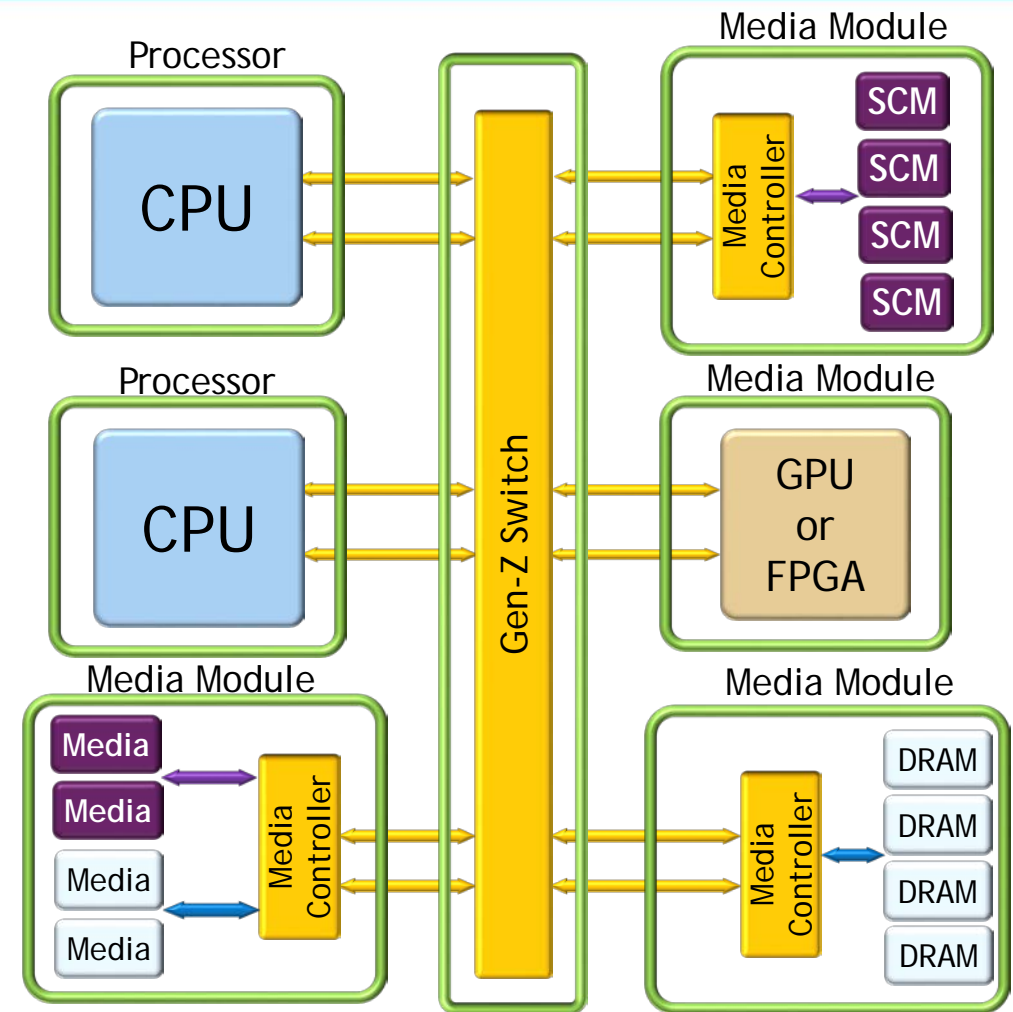 Processor
CPU
Media Module
Media
Controller
SCM
SCM
SCM
SCM
Processor
CPU
Gen-Z Switch
Media Module
GPU
or
FPGA
Media Module
Media
Media
Media
Media
Media
Controller
Media Module
Media
Controller
DRAM
DRAM
DRAM
DRAM